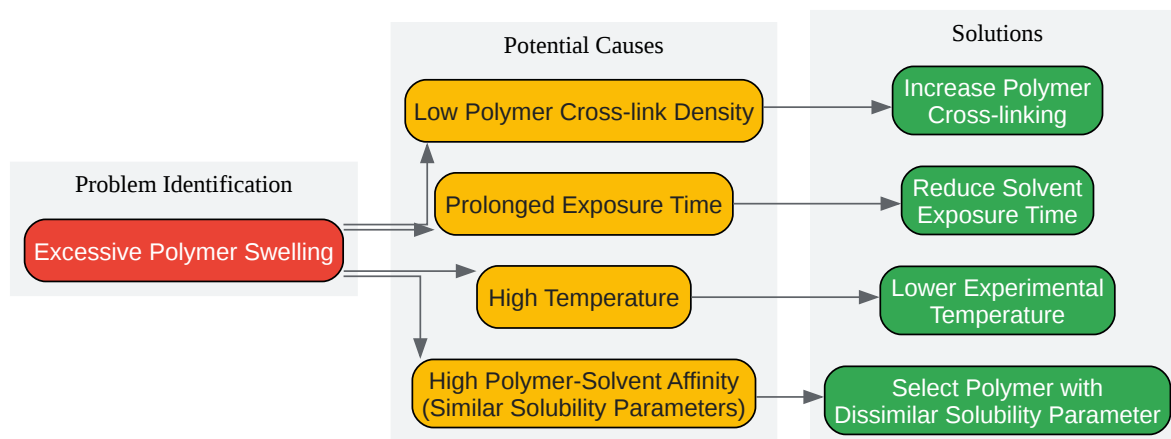 Problem Identification
Excessive Polymer Swelling
Potential Causes
Low Polymer Cross-link Density
Prolonged Exposure Time
High Temperature
High Polymer-Solvent Affinity
(Similar Solubility Parameters)
Solutions
Increase Polymer
Cross-linking
Reduce Solvent
Exposure Time
Lower Experimental
Temperature
Select Polymer with
Dissimilar Solubility Parameter